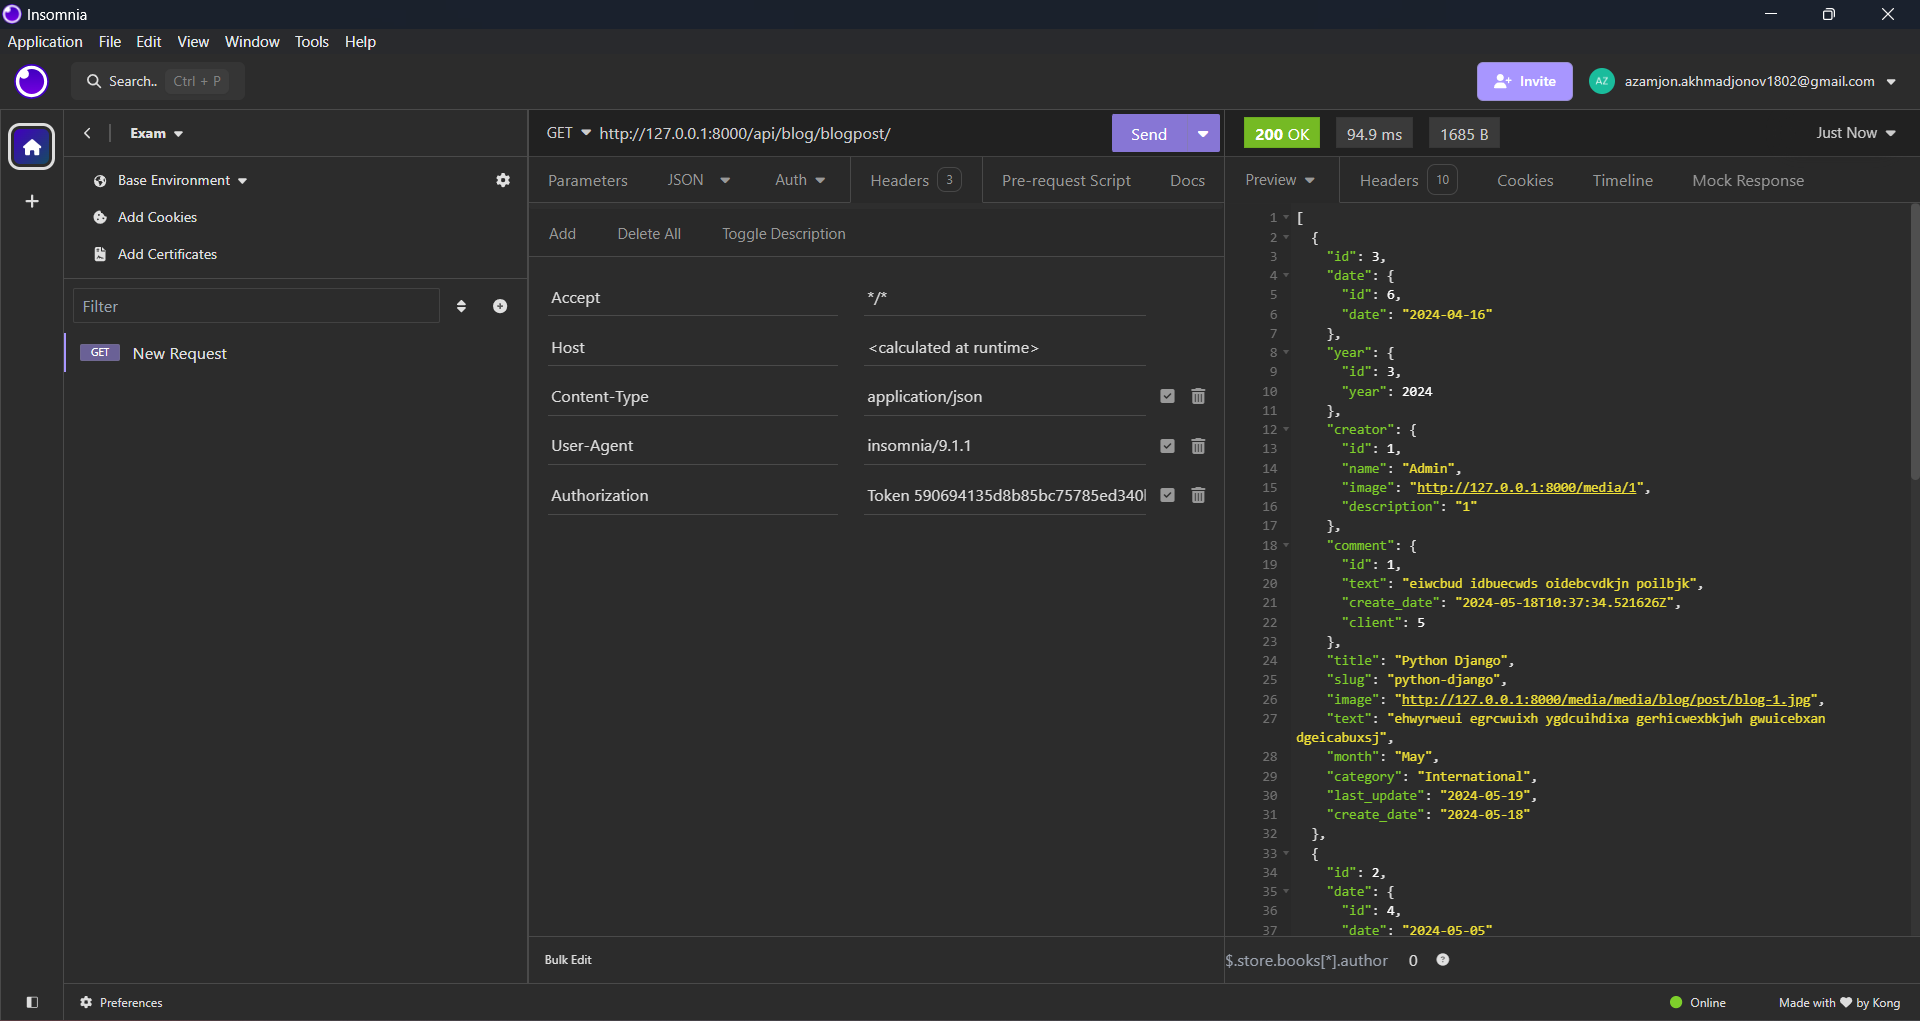 Insomnia
Application File Edit View Window Tools Help
Search.. Ctrl + P
Invite
AZ azamjon.akhmadjonov1802@gmail.com
Exam
Base Environment
Add Cookies
Add Certificates
Filter
GET New Request
GET http://127.0.0.1:8000/api/blog/blogpost/ Send
Parameters JSON Auth Headers 3 Pre-request Script Docs
Add Delete All Toggle Description
Accept */*
Host <calculated at runtime>
Content-Type application/json
User-Agent insomnia/9.1.1
Authorization Token 590694135d8b85bc75785ed340
Bulk Edit
200 OK 94.9 ms 1685 B Just Now
Preview Headers 10 Cookies Timeline Mock Response
1 [
2 {
3 "id": 3,
4 "date": {
5 "id": 6,
6 "date": "2024-04-16"
7 },
8 "year": {
9 "id": 3,
10 "year": 2024
11 },
12 "creator": {
13 "id": 1,
14 "name": "Admin",
15 "image": "http://127.0.0.1:8000/media/1",
16 "description": "1"
17 },
18 "comment": {
19 "id": 1,
20 "text": "eiwcbud idbuecwds oidebcvdkjn poilbjk",
21 "create_date": "2024-05-18T10:37:34.521626Z",
22 "client": 5
23 },
24 "title": "Python Django",
25 "slug": "python-django",
26 "image": "http://127.0.0.1:8000/media/media/blog/post/blog-1.jpg",
27 "text": "ehwyrweui egrcwuixh ygdcuihdixa gerhicwexbkjwh gwuicebxan
dgeicabuxsj",
28 "month": "May",
29 "category": "International",
30 "last_update": "2024-05-19",
31 "create_date": "2024-05-18"
32 },
33 {
34 "id": 2,
35 "date": {
36 "id": 4,
37 "date": "2024-05-05"
$.store.books[*].author 0 ?
Preferences
Online Made with ♥ by Kong